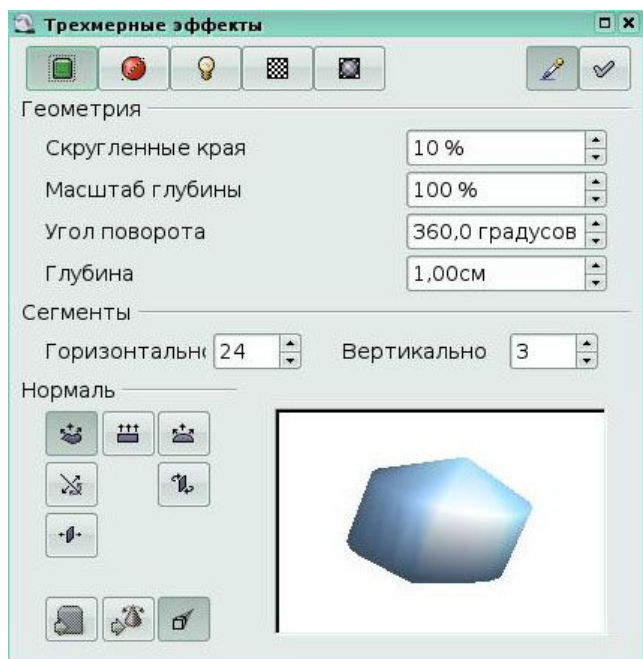 Трехмерные эффекты
Геометрия
Скругленные края 10 %
Масштаб глубины 100 %
Угол поворота 360,0 градусов
Глубина 1,00см
Сегменты
Горизонтальн 24 Вертикально 3
Нормаль